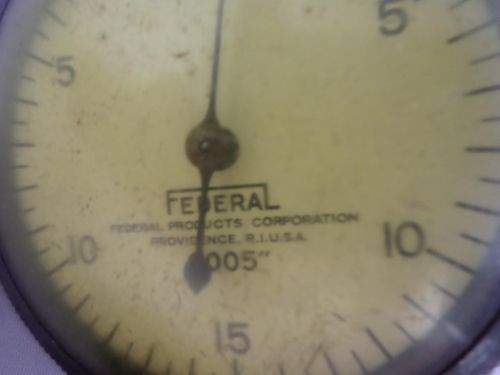 5
5
FEDERAL
FEDERAL PRODUCTS CORPORATION
PROVIDENCE, R.I. U.S.A.
10
005"
10
15